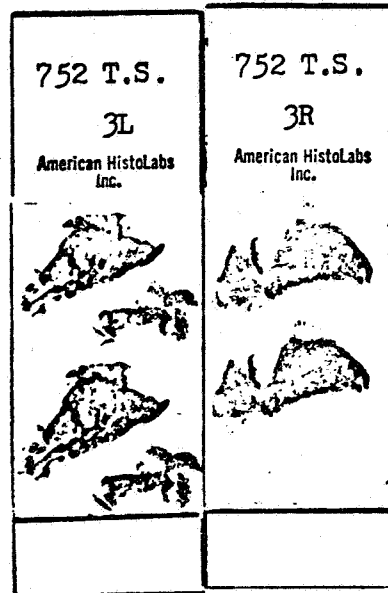 752 T.S.
3L
American HistoLabs
Inc.
752 T.S.
3R
American HistoLabs
Inc.